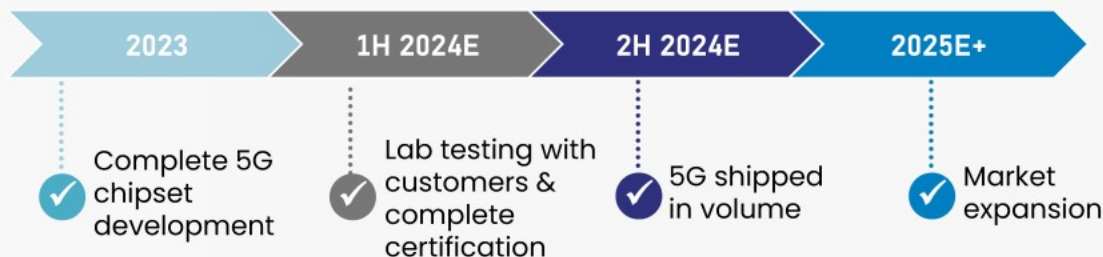 2023
1H 2024E
2H 2024E
2025E+
Complete 5G
chipset
development
Lab testing with
customers &
complete
certification
5G shipped
in volume
Market
expansion